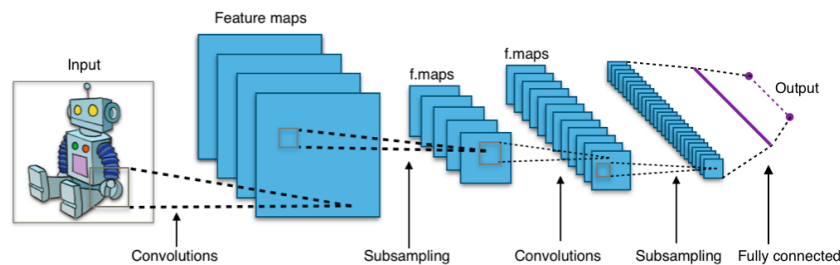 Feature maps
Input
f.maps
f.maps
Output
Convolutions
Subsampling
Convolutions
Subsampling
Fully connected